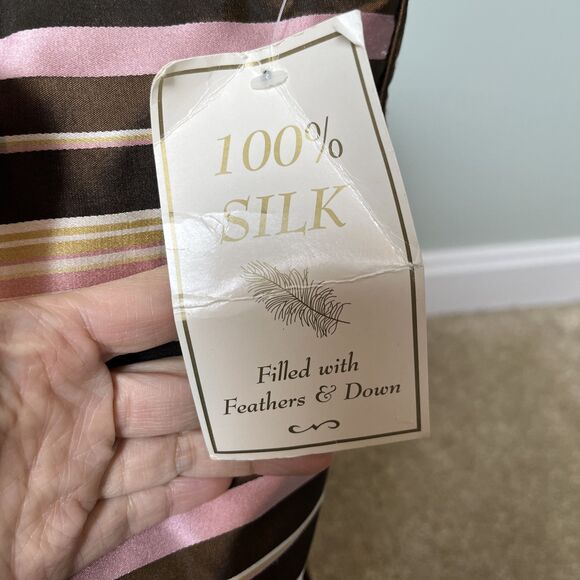 100%
SILK
Filled with
Feathers & Down